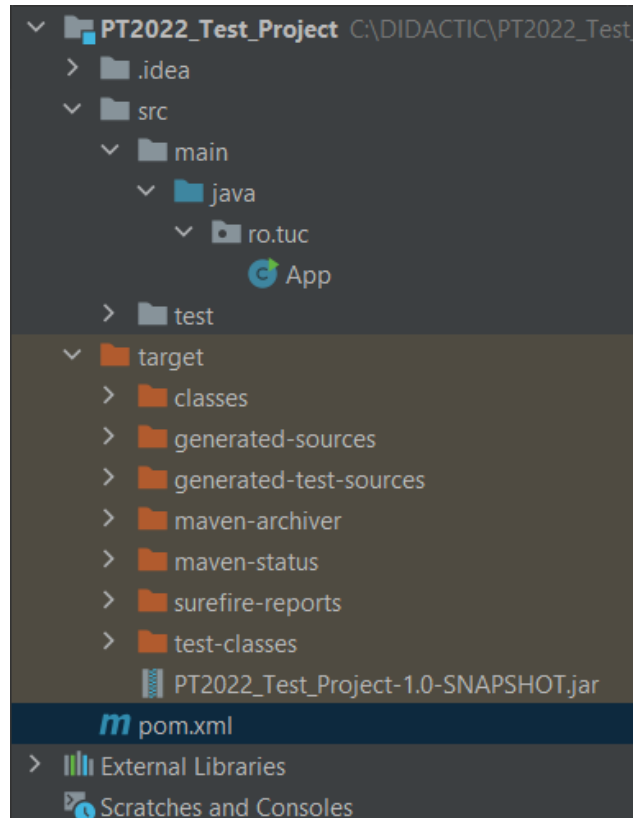 PT2022_Test_Project C:\DIDACTIC\PT2022_Test_
.idea
src
main
java
ro.tuc
App
test
target
classes
generated-sources
generated-test-sources
maven-archiver
maven-status
surefire-reports
test-classes
PT2022_Test_Project-1.0-SNAPSHOT.jar
pom.xml
External Libraries
Scratches and Consoles